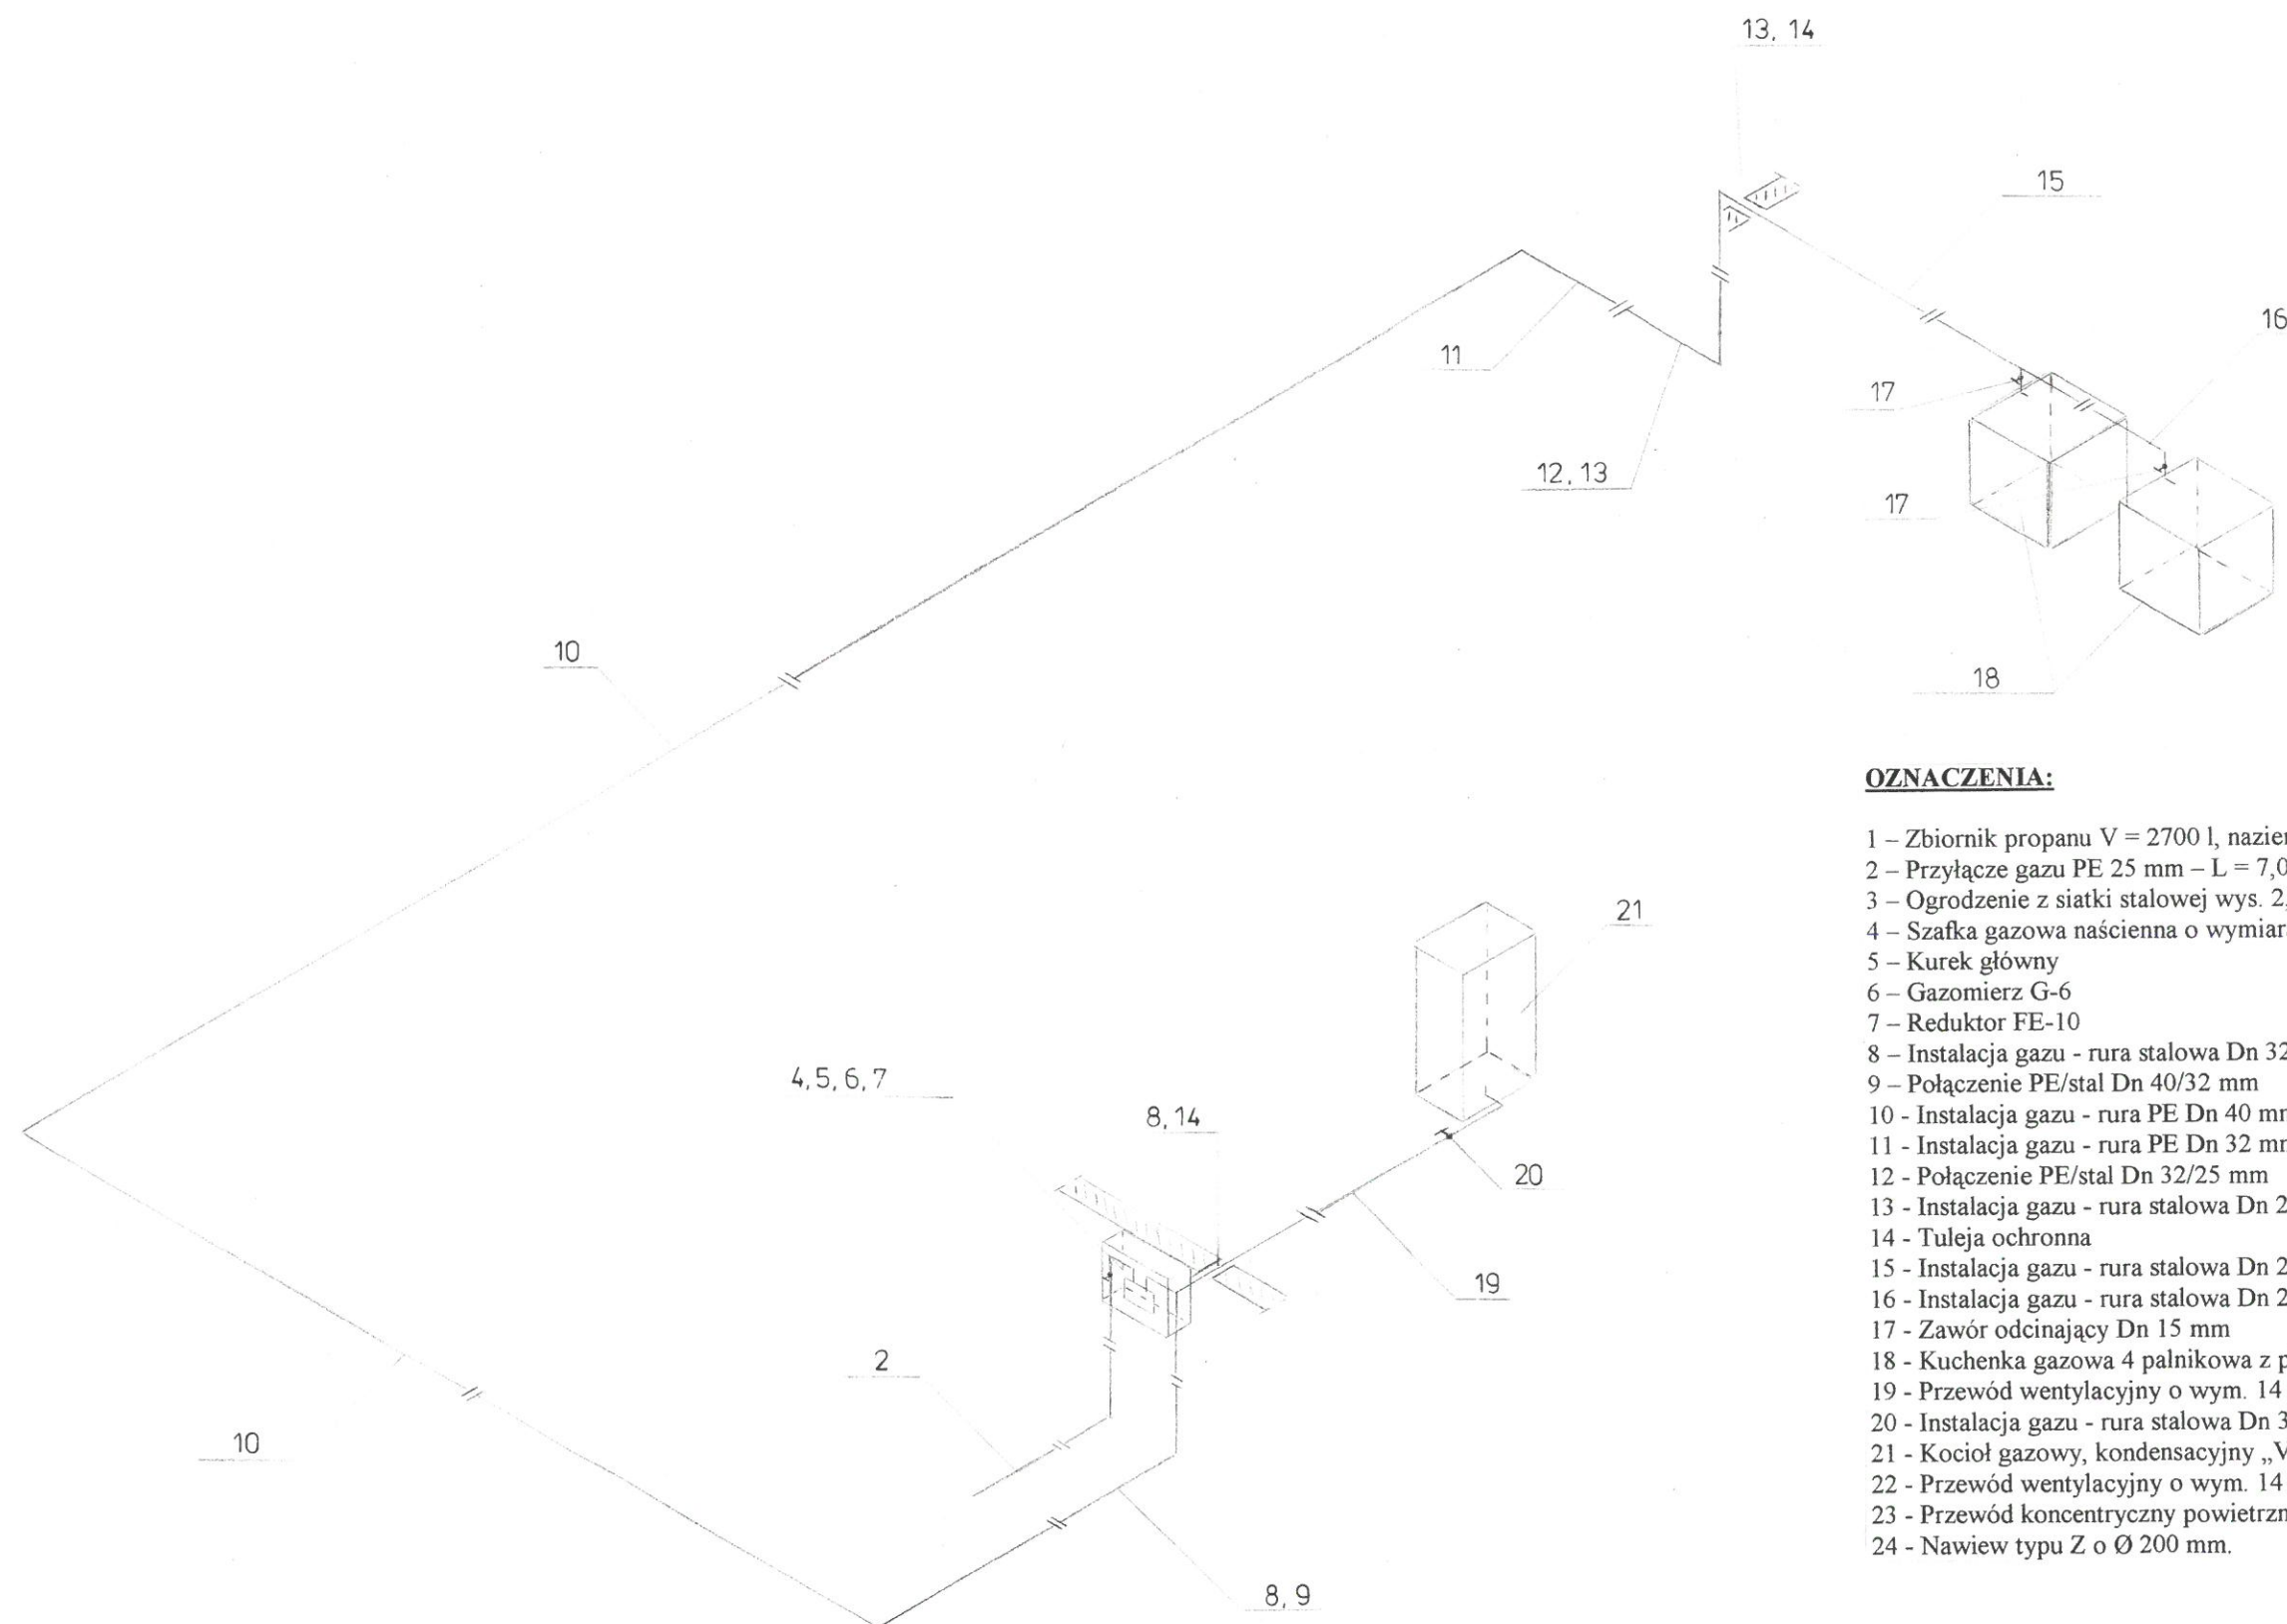 13, 14
15
16
11
17
12, 13
17
10
18
OZNACZENIA:
1 – Zbiornik propanu V = 2700 l,
2 – Przyłącze gazu PE 25 mm – L = 7,0
3 – Ogrodzenie z siatki stalowej wys. 2,
4 – Szafka gazowa naścienna o
5 – Kurek główny
6 – Gazomierz G-6
7 – Reduktor FE-10
8 – Instalacja gazu - rura stalowa Dn 32
9 – Połączenie PE/stal Dn 40/32 mm
10 - Instalacja gazu - rura PE Dn 40 mm
11 - Instalacja gazu - rura PE Dn 32 mm
12 - Połączenie PE/stal Dn 32/25 mm
13 - Instalacja gazu - rura stalowa Dn 2
14 - Tuleja ochronna
15 - Instalacja gazu - rura stalowa Dn 2
16 - Instalacja gazu - rura stalowa Dn 2
17 - Zawór odcinający Dn 15 mm
18 - Kuchenka gazowa 4 palnikowa z p
19 - Przewód wentylacyjny o wym. 14
20 - Instalacja gazu - rura stalowa Dn 3
21 - Kocioł gazowy, kondensacyjny „V
22 - Przewód wentylacyjny o wym. 14
23 - Przewód koncentryczny powietrzn
24 - Nawiew typu Z o Ø 200 mm.
21
4, 5, 6, 7
8, 14
20
19
2
10
8, 9